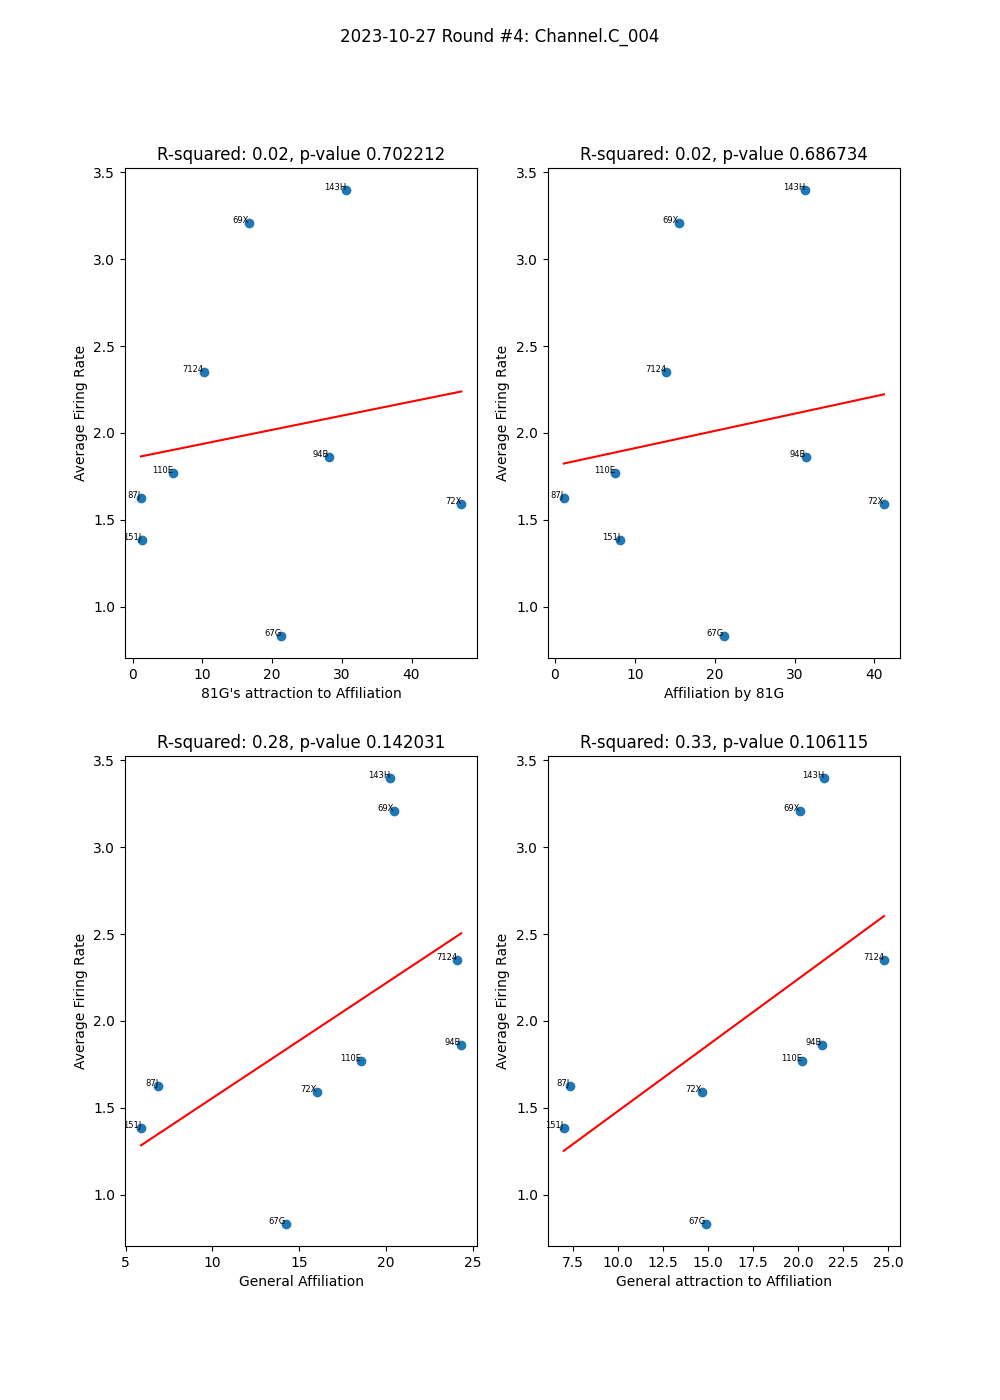 2023-10-27 Round #4: Channel.C_004
R-squared: 0.02, p-value 0.702212
3.5
3.0
2.5
2.0
1.5
1.0
Average Firing Rate
143H
69X
7124
94B
110E
87J
72X
151J
67G
0 10 20 30 40
81G's attraction to Affiliation
R-squared: 0.02, p-value 0.686734
3.5
3.0
2.5
2.0
1.5
1.0
Average Firing Rate
143H
69X
7124
94B
110E
87J
72X
151J
67G
0 10 20 30 40
Affiliation by 81G
R-squared: 0.28, p-value 0.142031
3.5
3.0
2.5
2.0
1.5
1.0
Average Firing Rate
143H
69X
7124
94B
110E
87J
72X
151J
67G
5 10 15 20 25
General Affiliation
R-squared: 0.33, p-value 0.106115
3.5
3.0
2.5
2.0
1.5
1.0
Average Firing Rate
143H
69X
7124
94B
110E
87J
72X
151J
67G
7.5 10.0 12.5 15.0 17.5 20.0 22.5 25.0
General attraction to Affiliation